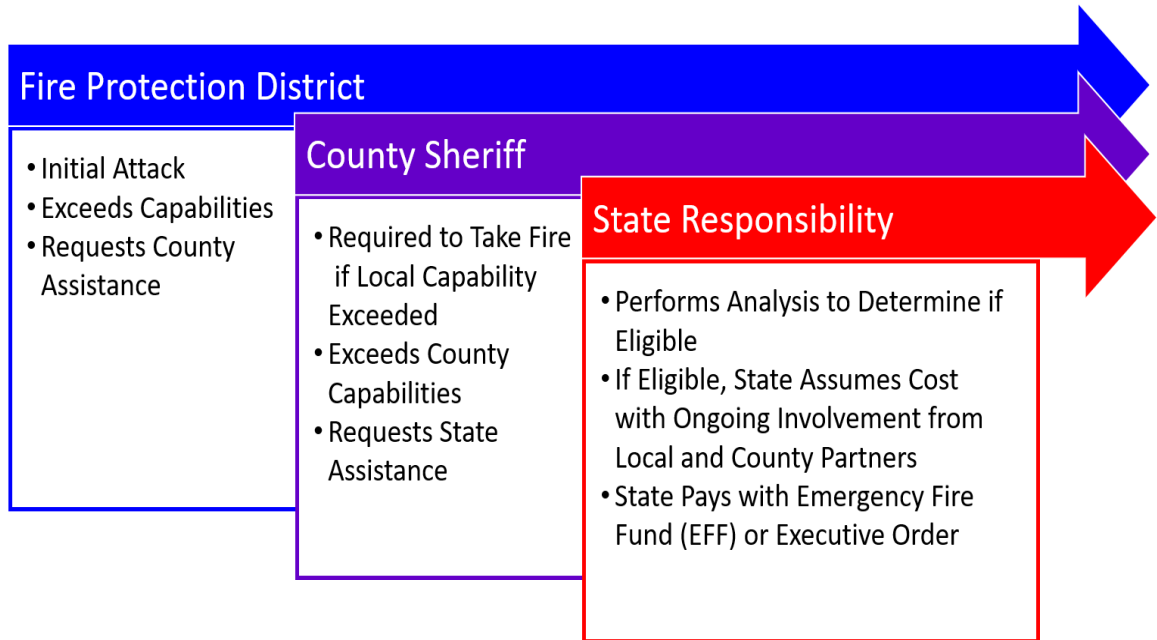 Fire Protection District
• Initial Attack
• Exceeds Capabilities
• Requests County
Assistance
County Sheriff
• Required to Take Fire
if Local Capability
Exceeded
• Exceeds County
Capabilities
• Requests State
Assistance
State Responsibility
• Performs Analysis to Determine if
Eligible
• If Eligible, State Assumes Cost
with Ongoing Involvement from
Local and County Partners
• State Pays with Emergency Fire
Fund (EFF) or Executive Order